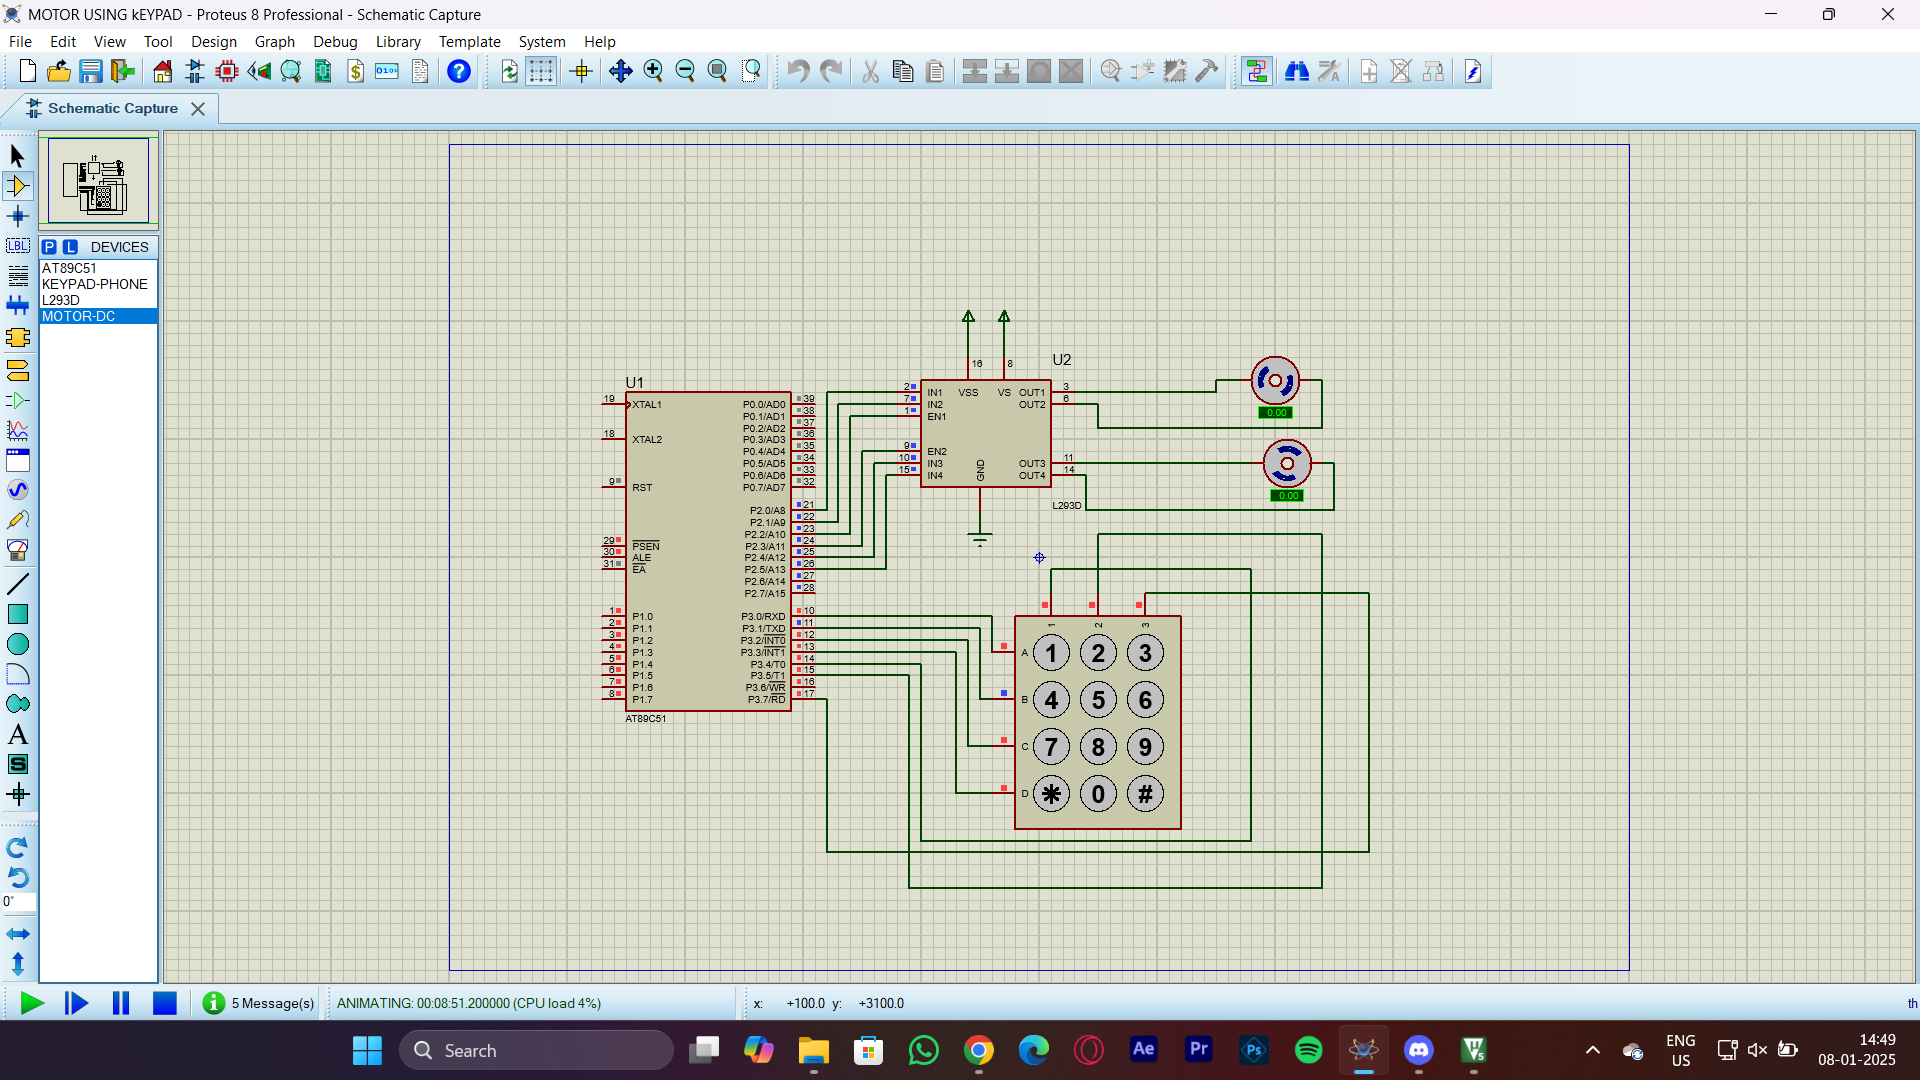 MOTOR USING kEYPAD - Proteus 8 Professional - Schematic Capture
File Edit View Tool Design Graph Debug Library Template System Help
Schematic Capture
P L DEVICES
AT89C51
KEYPAD-PHONE
L293D
MOTOR-DC
LBL
A
S
0°
U1
19 XTAL1
18 XTAL2
9 RST
29 PSEN
30 ALE
31 EA
1 P1.0
2 P1.1
3 P1.2
4 P1.3
5 P1.4
6 P1.5
7 P1.6
8 P1.7
P0.0/AD0 39
P0.1/AD1 38
P0.2/AD2 37
P0.3/AD3 36
P0.4/AD4 35
P0.5/AD5 34
P0.6/AD6 33
P0.7/AD7 32
P2.0/A8 21
P2.1/A9 22
P2.2/A10 23
P2.3/A11 24
P2.4/A12 25
P2.5/A13 26
P2.6/A14 27
P2.7/A15 28
P3.0/RXD 10
P3.1/TXD 11
P3.2/INT0 12
P3.3/INT1 13
P3.4/T0 14
P3.5/T1 15
P3.6/WR 16
P3.7/RD 17
AT89C51
U2
16 8
2 IN1 VSS VS OUT1 3
7 IN2 OUT2 6
1 EN1
9 EN2
10 IN3 OUT3 11
15 IN4 GND OUT4 14
L293D
0.00
0.00
1 2 3
A 1 2 3
B 4 5 6
C 7 8 9
D * 0 #
5 Message(s) ANIMATING: 00:08:51.200000 (CPU load 4%) x: +100.0 y: +3100.0 th
Search
Ae Pr Ps
ENG
US
14:49
08-01-2025